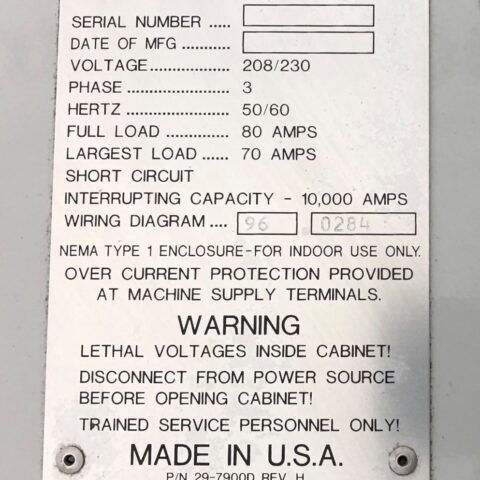 SERIAL NUMBER ....
DATE OF MFG ............
VOLTAGE................ 208/230
PHASE .................... 3
HERTZ .................... 50/60
FULL LOAD ............. 80 AMPS
LARGEST LOAD ...... 70 AMPS
SHORT CIRCUIT
INTERRUPTING CAPACITY - 10,000 AMPS
WIRING DIAGRAM .... 96 0284
NEMA TYPE 1 ENCLOSURE-FOR INDOOR USE ONLY.
OVER CURRENT PROTECTION PROVIDED
AT MACHINE SUPPLY TERMINALS.
WARNING
LETHAL VOLTAGES INSIDE CABINET!
DISCONNECT FROM POWER SOURCE
BEFORE OPENING CABINET!
TRAINED SERVICE PERSONNEL ONLY!
MADE IN U.S.A.
P/N 29-7900D REV. H